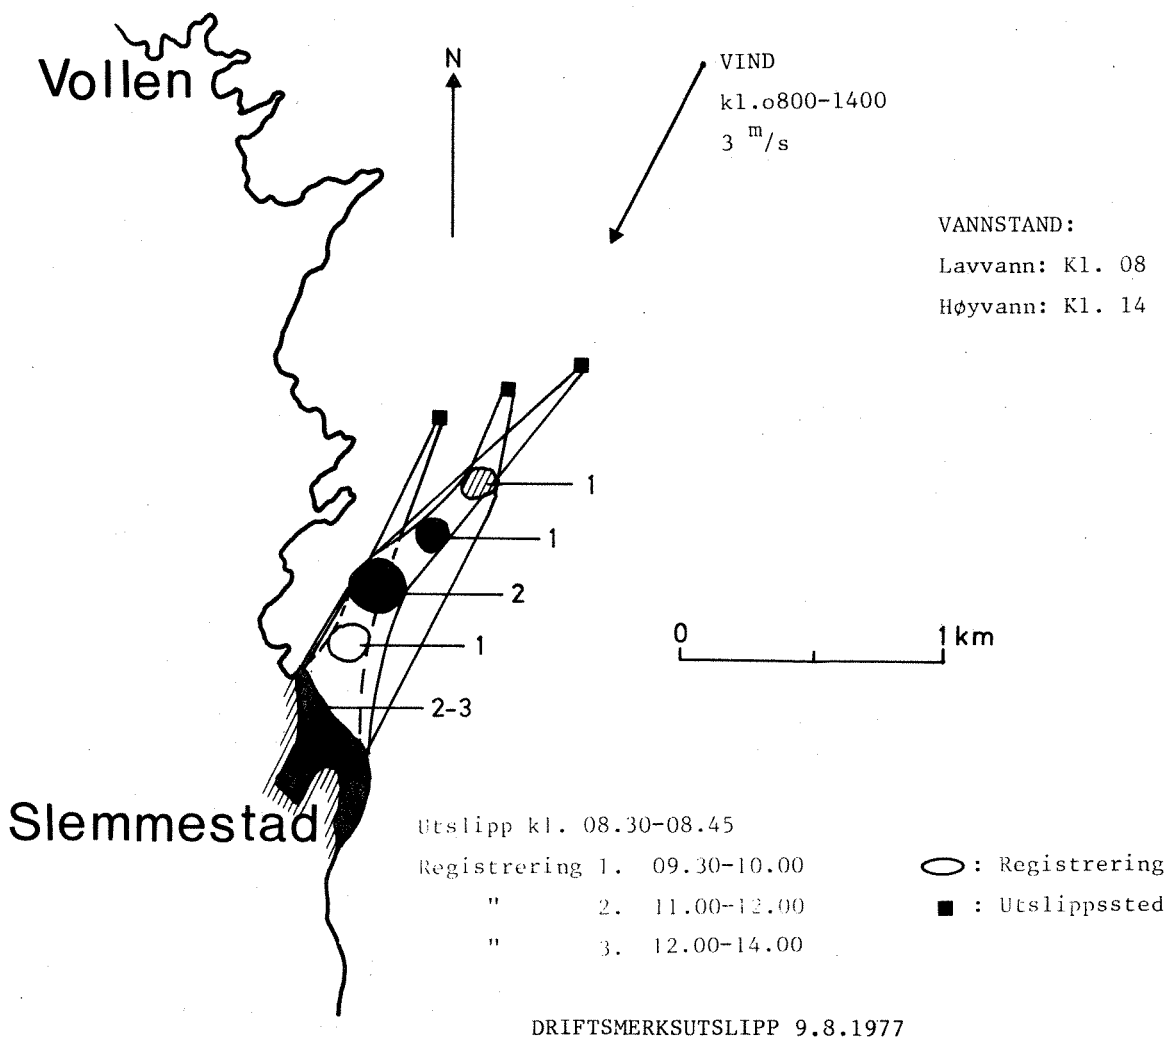 Vollen
N
VIND
kl.o800-1400
3 m/s
VANNSTAND:
Lavvann: Kl. 08
Høyvann: Kl. 14
1
1
2
1
2-3
0 1 km
Slemmestad
Utslipp kl. 08.30-08.45
Registrering 1. 09.30-10.00
" 2. 11.00-12.00
" 3. 12.00-14.00
: Registrering
: Utslippssted
DRIFTSMERKSUTSLIPP 9.8.1977